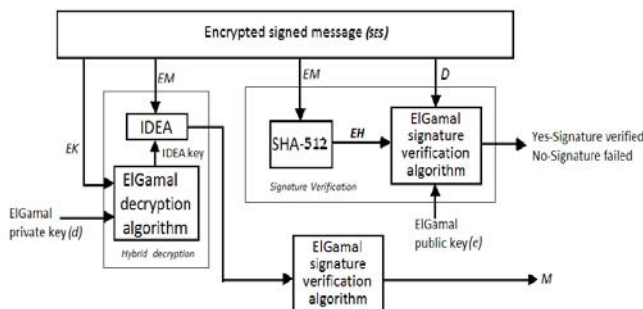 Encrypted signed message (SES)
EM
EM
D
EK
IDEA
IDEA key
ElGamal
decryption
algorithm
Hybrid decryption
ElGamal
private key (d)
SHA-512
EH
ElGamal
signature
verification
algorithm
Signature Verification
Yes-Signature verified
No-Signature failed
ElGamal
public key (e)
ElGamal
signature
verification
algorithm
M